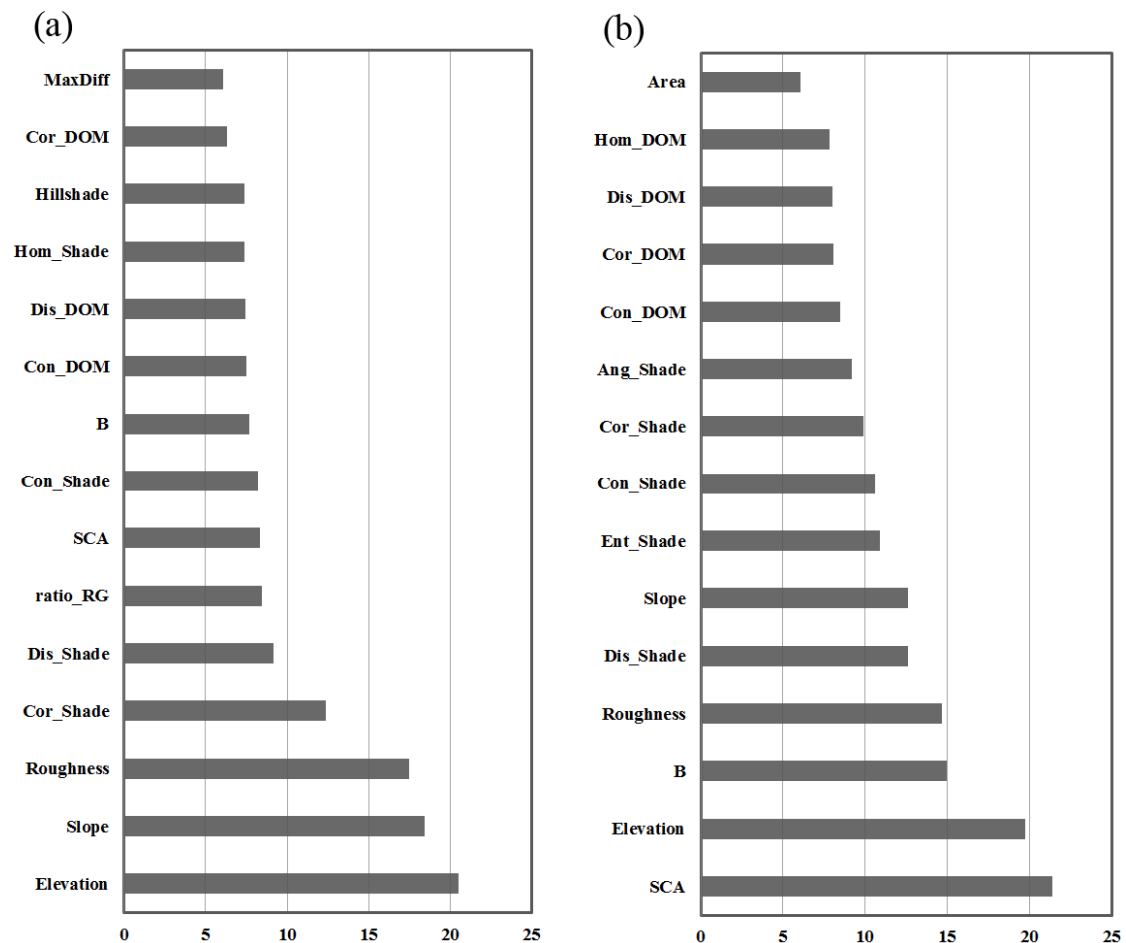 (a)
MaxDiff
Cor_DOM
Hillshade
Hom_Shade
Dis_DOM
Con_DOM
B
Con_Shade
SCA
ratio_RG
Dis_Shade
Cor_Shade
Roughness
Slope
Elevation
0 5 10 15 20 25
(b)
Area
Hom_DOM
Dis_DOM
Cor_DOM
Con_DOM
Ang_Shade
Cor_Shade
Con_Shade
Ent_Shade
Slope
Dis_Shade
Roughness
B
Elevation
SCA
0 5 10 15 20 25